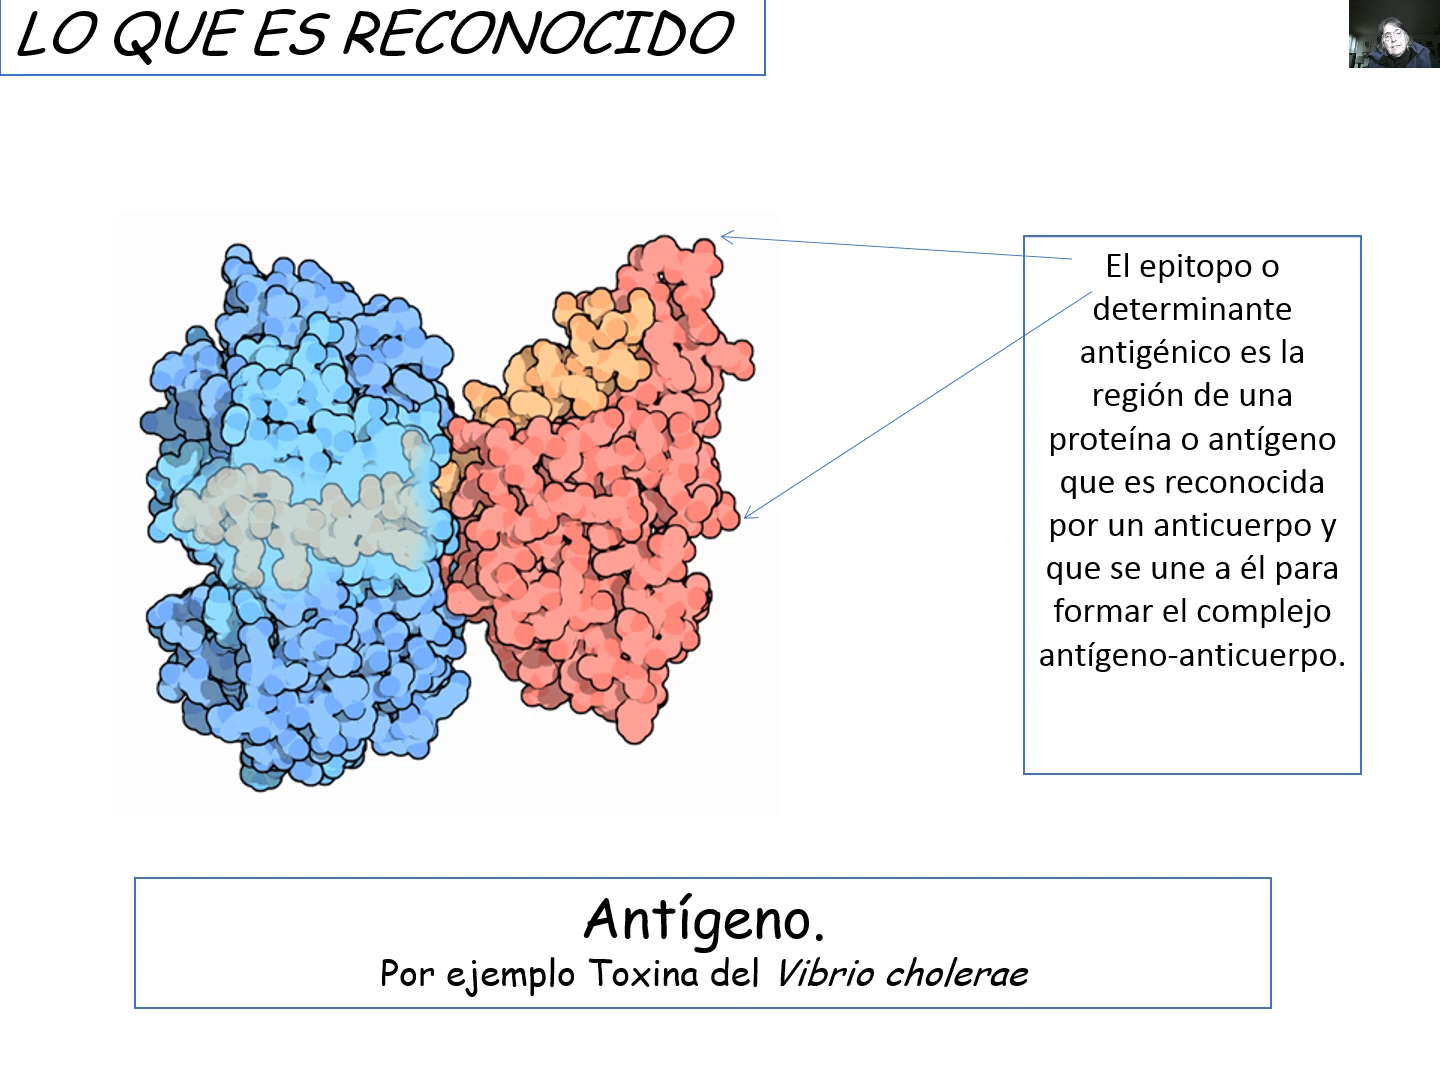 LO QUE ES RECONOCIDO
El epitopo o
determinante
antigénico es la
región de una
proteína o antígeno
que es reconocida
por un anticuerpo y
que se une a él para
formar el complejo
antígeno-anticuerpo.
Antígeno.
Por ejemplo Toxina del Vibrio cholerae